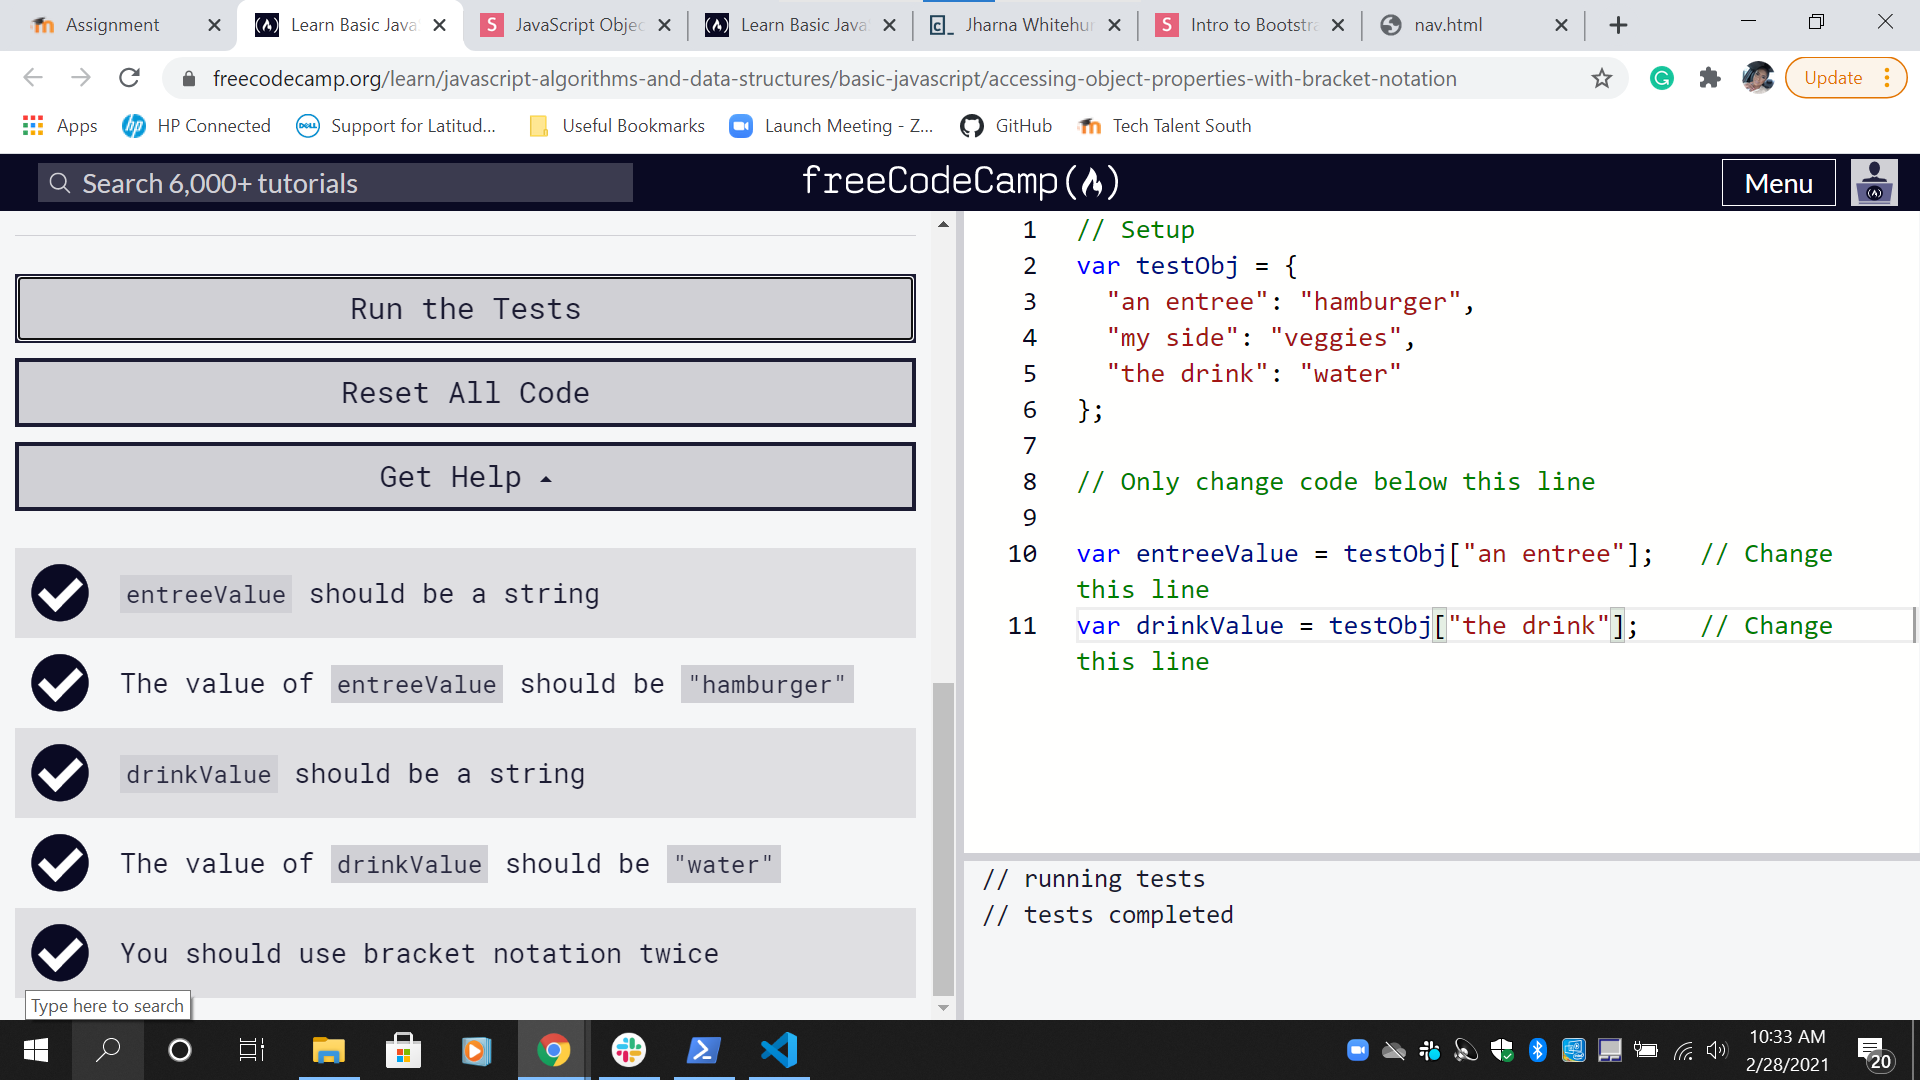 Assignment
Learn Basic Java
JavaScript Objec
Learn Basic Java
Jharna Whitehur
Intro to Bootstra
nav.html
freecodecamp.org/learn/javascript-algorithms-and-data-structures/basic-javascript/accessing-object-properties-with-bracket-notation
Update
Apps
HP Connected
Support for Latitud...
Useful Bookmarks
Launch Meeting - Z...
GitHub
Tech Talent South
Search 6,000+ tutorials
freeCodeCamp
Menu
Run the Tests
Reset All Code
Get Help
entreeValue should be a string
The value of entreeValue should be "hamburger"
drinkValue should be a string
The value of drinkValue should be "water"
You should use bracket notation twice
Type here to search
1 // Setup
2 var testObj = {
3 "an entree": "hamburger",
4 "my side": "veggies",
5 "the drink": "water"
6 };
7
8 // Only change code below this line
9
10 var entreeValue = testObj["an entree"]; // Change
this line
11 var drinkValue = testObj["the drink"]; // Change
this line
// running tests
// tests completed
10:33 AM
2/28/2021
20